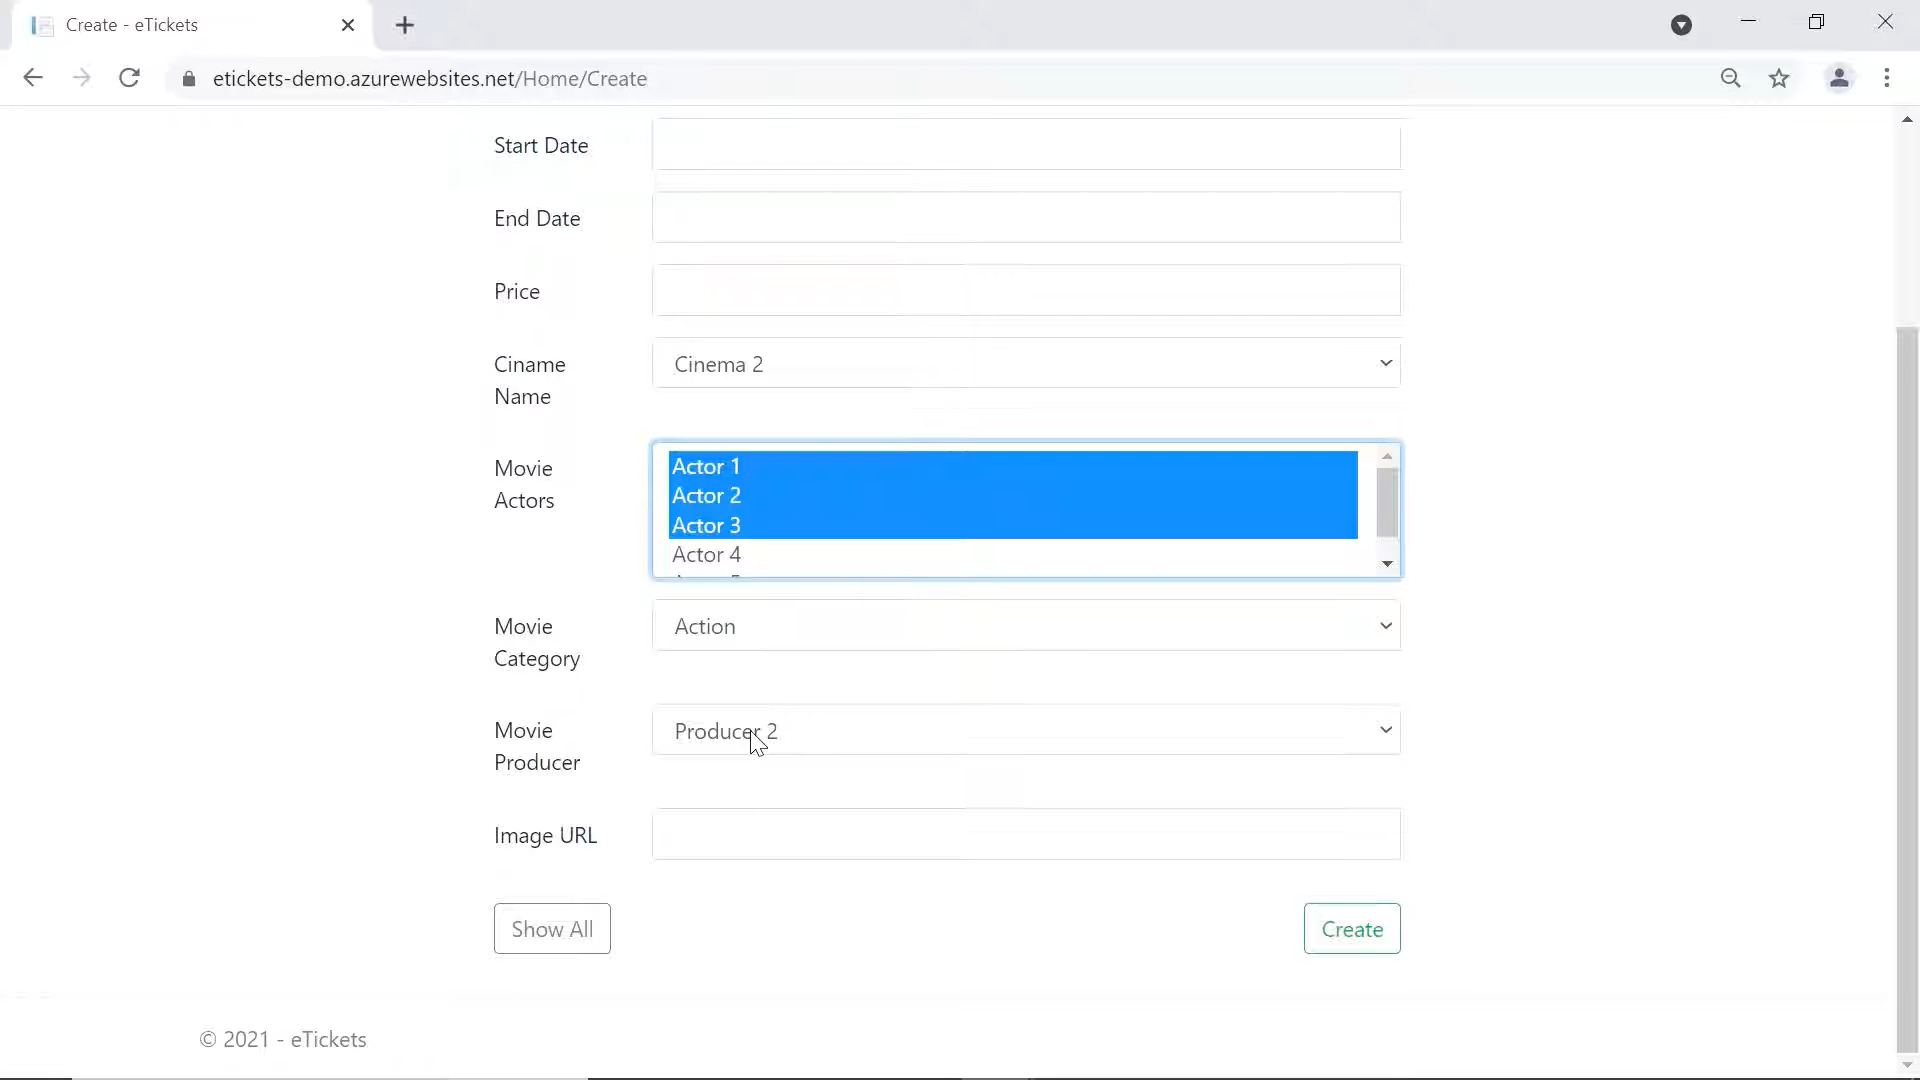 Create - eTickets
etickets-demo.azurewebsites.net/Home/Create
Start Date
End Date
Price
Ciname
Name
Cinema 2
Movie
Actors
Actor 1
Actor 2
Actor 3
Actor 4
Movie
Category
Action
Movie
Producer
Producer 2
Image URL
Show All
Create
© 2021 - eTickets